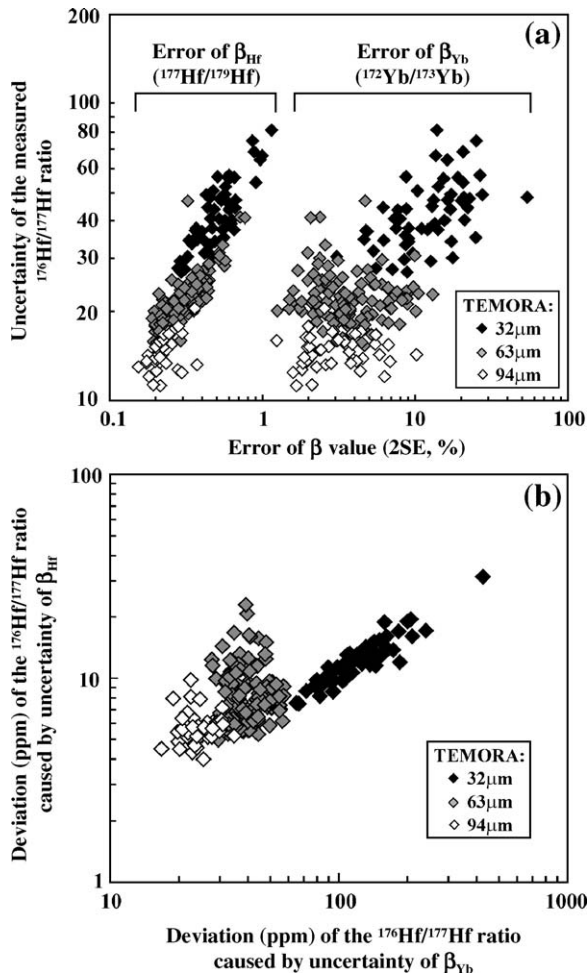 (a)
Error of βHf
(¹⁷⁷Hf/¹⁷⁹Hf)
Error of βYb
(¹⁷²Yb/¹⁷³Yb)
Uncertainty of the measured
¹⁷⁶Hf/¹⁷⁷Hf ratio
200
100
80
60
40
30
20
10
TEMORA:
32μm
63μm
94μm
0.1
1
10
100
Error of β value (2SE, %)
(b)
Deviation (ppm) of the ¹⁷⁶Hf/¹⁷⁷Hf ratio
caused by uncertainty of βHf
100
10
1
TEMORA:
32μm
63μm
94μm
10
100
1000
Deviation (ppm) of the ¹⁷⁶Hf/¹⁷⁷Hf ratio
caused by uncertainty of βYb